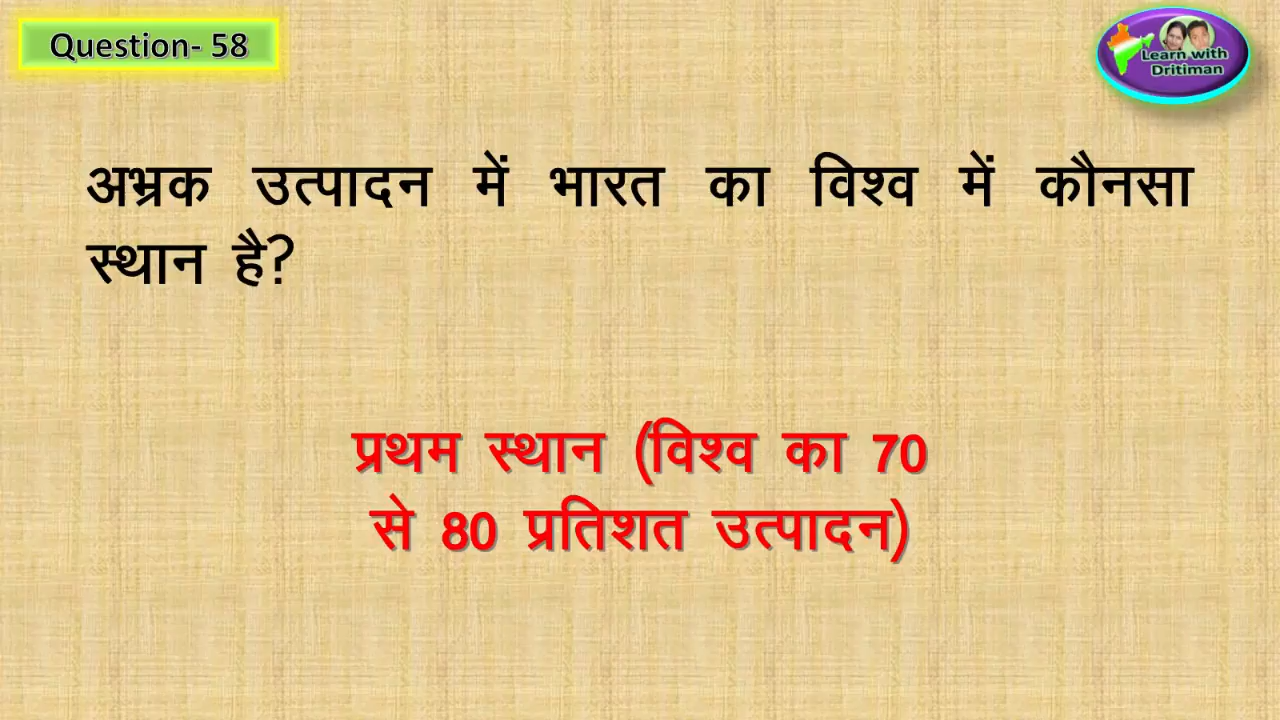 Question- 58
Learn with
Dritiman
अभ्रक उत्पादन में भारत का विश्व में कौनसा
स्थान है?
प्रथम स्थान (विश्व का 70
से 80 प्रतिशत उत्पादन)